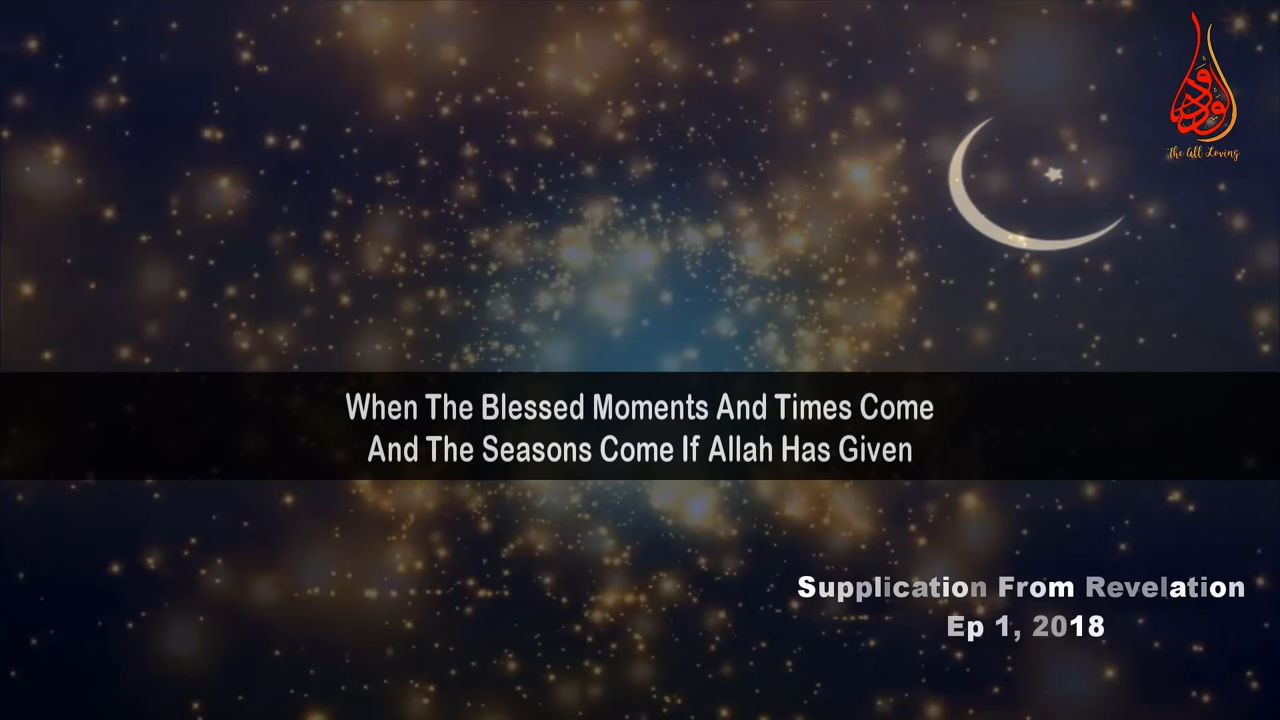 الودود
The All Loving
When The Blessed Moments And Times Come
And The Seasons Come If Allah Has Given
Supplication From Revelation
Ep 1, 2018